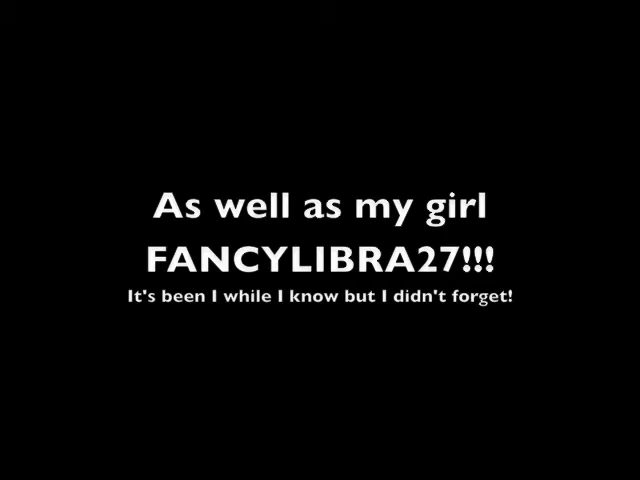 As well as my girl
FANCYLIBRA27!!!
It's been I while I know but I didn't forget!